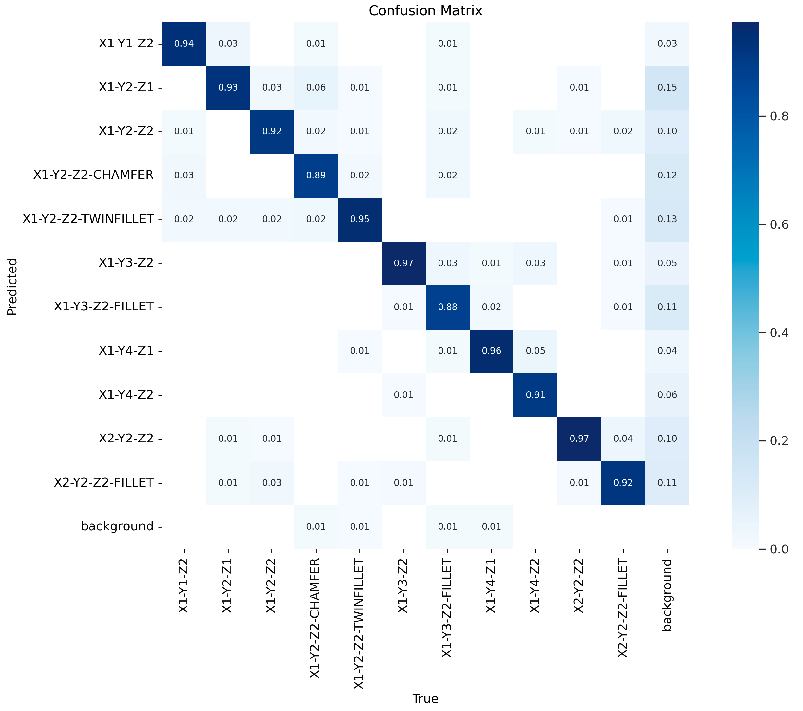 Confusion Matrix
X1 Y1 Z2 - 0.94 0.03 0.01 0.01 0.03
X1-Y2-Z1 - 0.93 0.03 0.06 0.01 0.01 0.01 0.15
X1-Y2-Z2 - 0.01 0.92 0.02 0.01 0.02 0.01 0.01 0.02 0.10
X1-Y2-Z2-CHAMFER - 0.03 0.89 0.02 0.02 0.12
X1-Y2-Z2-TWINFILLET - 0.02 0.02 0.02 0.02 0.95 0.01 0.13
X1-Y3-Z2 - 0.97 0.03 0.01 0.03 0.01 0.05
X1-Y3-Z2-FILLET - 0.01 0.88 0.02 0.01 0.11
X1-Y4-Z1 - 0.01 0.01 0.96 0.05 0.04
X1-Y4-Z2 - 0.01 0.91 0.06
X2-Y2-Z2 - 0.01 0.01 0.01 0.97 0.04 0.10
X2-Y2-Z2-FILLET - 0.01 0.03 0.01 0.01 0.01 0.92 0.11
background - 0.01 0.01 0.01 0.01
Predicted
X1-Y1-Z2
X1-Y2-Z1
X1-Y2-Z2
X1-Y2-Z2-CHAMFER
X1-Y2-Z2-TWINFILLET
X1-Y3-Z2
X1-Y3-Z2-FILLET
X1-Y4-Z1
X1-Y4-Z2
X2-Y2-Z2
X2-Y2-Z2-FILLET
background
True
0.8
0.6
0.4
0.2
0.0